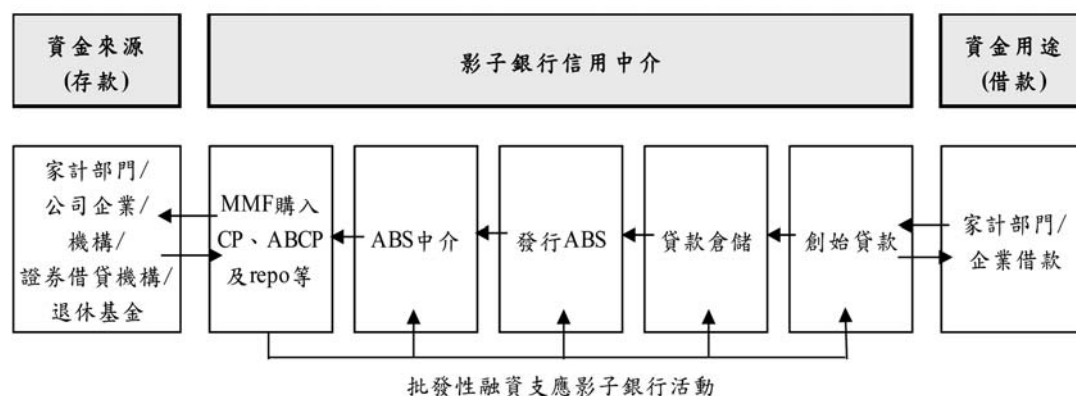 資金來源
(存款)
影子銀行信用中介
資金用途
(借款)
家計部門/
公司企業/
機構/
證券借貸機構/
退休基金
MMF購入
CP、ABCP
及repo等
ABS中介
發行ABS
貸款倉儲
創始貸款
家計部門/
企業借款
批發性融資支應影子銀行活動